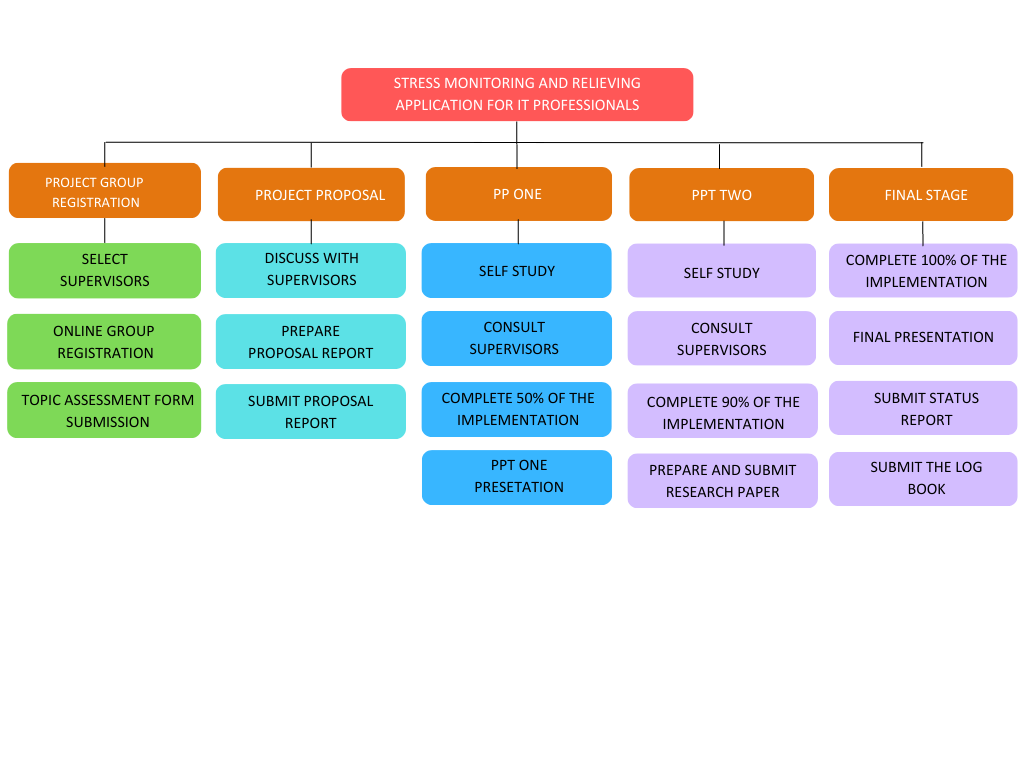 STRESS MONITORING AND RELIEVING
APPLICATION FOR IT PROFESSIONALS
PROJECT GROUP
REGISTRATION
PROJECT PROPOSAL
PP ONE
PPT TWO
FINAL STAGE
SELECT
SUPERVISORS
ONLINE GROUP
REGISTRATION
TOPIC ASSESSMENT FORM
SUBMISSION
DISCUSS WITH
SUPERVISORS
PREPARE
PROPOSAL REPORT
SUBMIT PROPOSAL
REPORT
SELF STUDY
CONSULT
SUPERVISORS
COMPLETE 50% OF THE
IMPLEMENTATION
PPT ONE
PRESETATION
SELF STUDY
CONSULT
SUPERVISORS
COMPLETE 90% OF THE
IMPLEMENTATION
PREPARE AND SUBMIT
RESEARCH PAPER
COMPLETE 100% OF THE
IMPLEMENTATION
FINAL PRESENTATION
SUBMIT STATUS
REPORT
SUBMIT THE LOG
BOOK